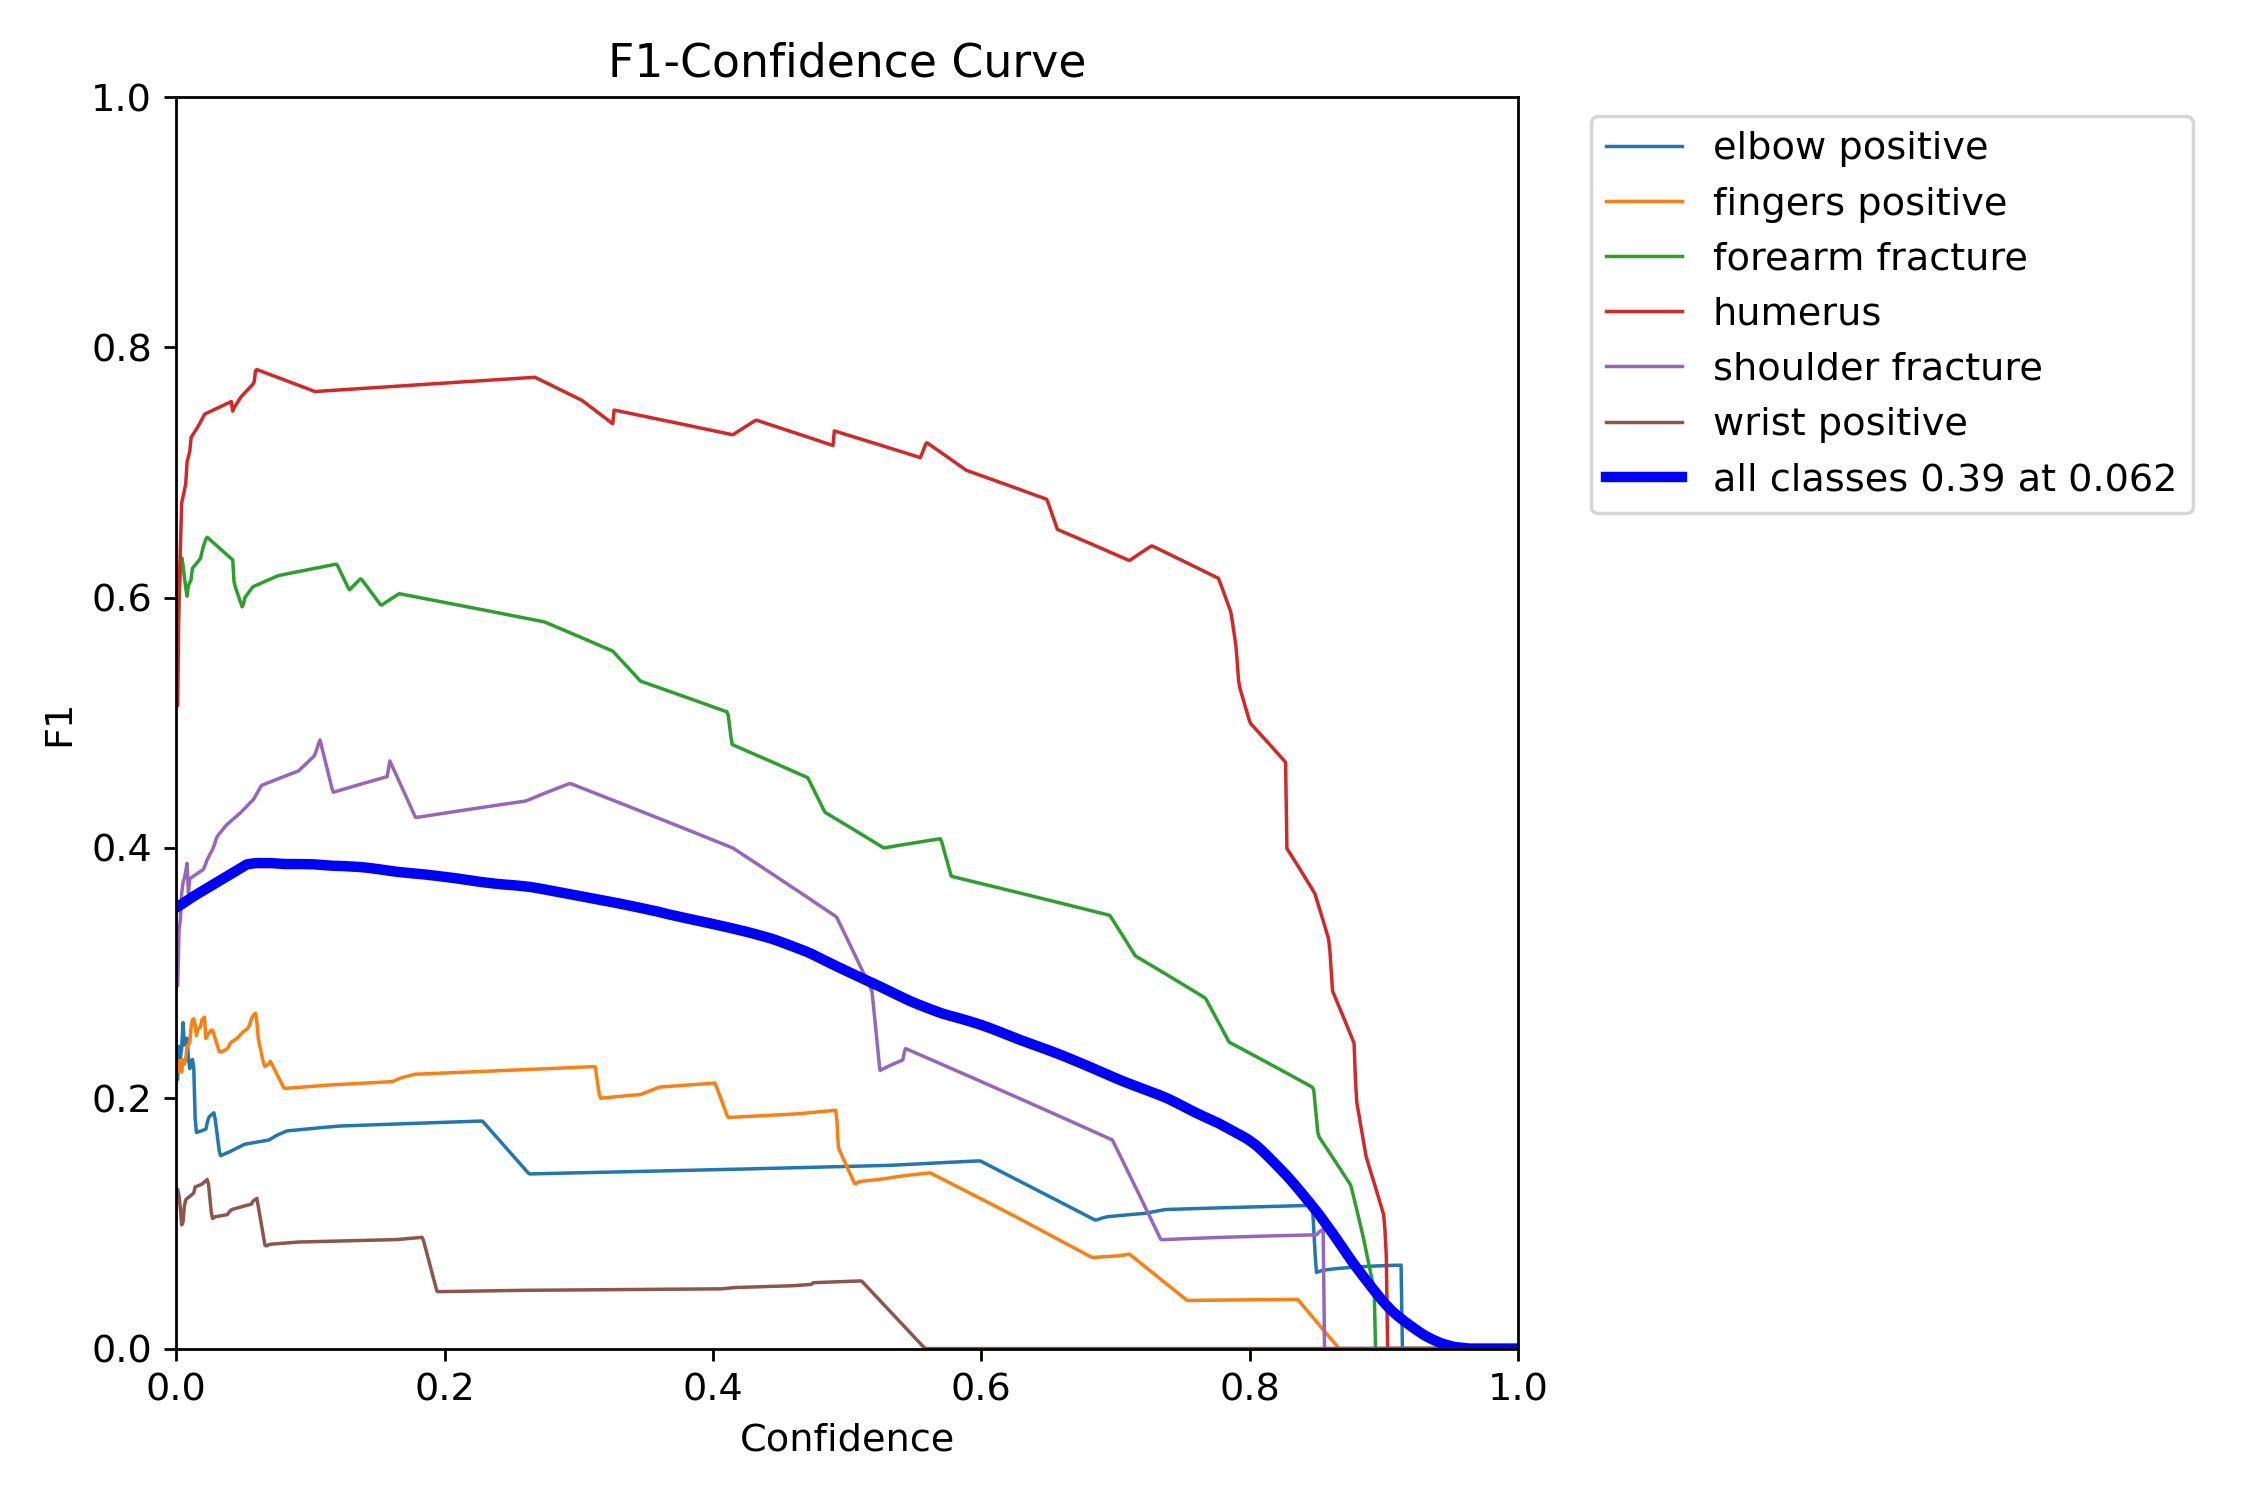 F1-Confidence Curve
1.0
0.8
0.6
0.4
0.2
0.0
F1
0.0 0.2 0.4 0.6 0.8 1.0
Confidence
elbow positive
fingers positive
forearm fracture
humerus
shoulder fracture
wrist positive
all classes 0.39 at 0.062